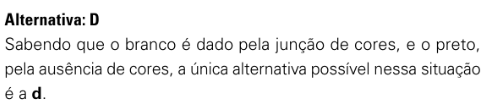 Alternativa: D
Sabendo que o branco é dado pela junção de cores, e o preto,
pela ausência de cores, a única alternativa possível nessa situação
é a d.